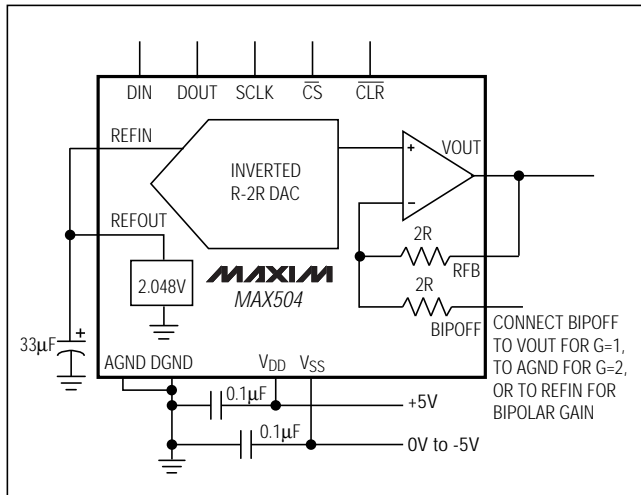 DIN DOUT SCLK CS CLR
REFIN
VOUT
+
INVERTED
R-2R DAC
−
REFOUT
2R
RFB
2.048V
MAXIM
MAX504
2R
BIPOFF
CONNECT BIPOFF
TO VOUT FOR G=1,
TO AGND FOR G=2,
OR TO REFIN FOR
BIPOLAR GAIN
+
33µF
AGND DGND VDD VSS
0.1µF
+5V
0.1µF
0V to -5V